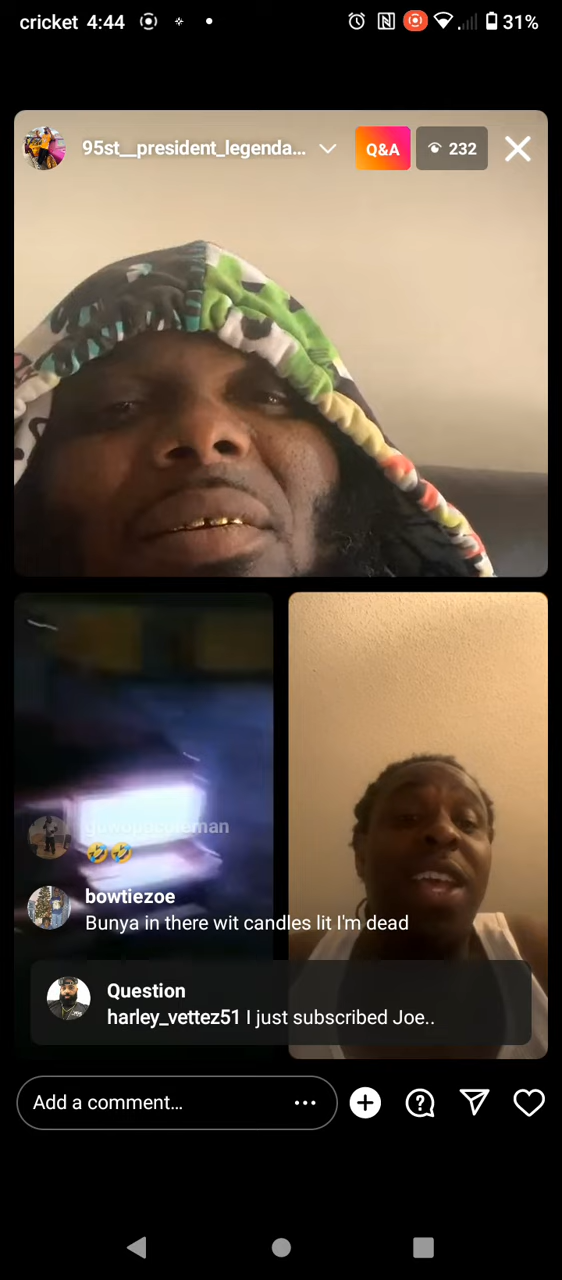 cricket 4:44 31%
95st__president_legenda... Q&A 232
bowtiezoe
Bunya in there wit candles lit I'm dead
Question
harley_vettez51 I just subscribed Joe..
Add a comment...